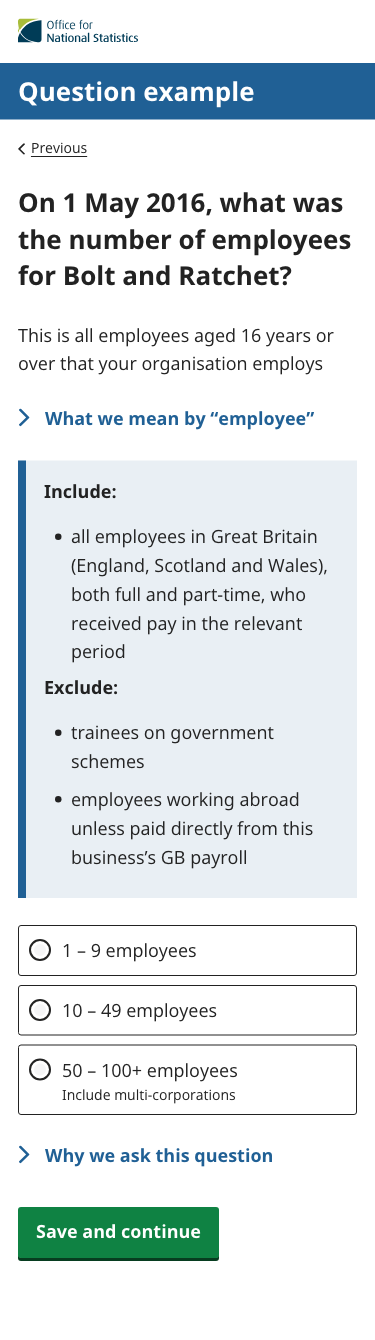 Office for
National Statistics
Question example
Previous
On 1 May 2016, what was
the number of employees
for Bolt and Ratchet?
This is all employees aged 16 years or
over that your organisation employs
What we mean by “employee”
Include:
• all employees in Great Britain
(England, Scotland and Wales),
both full and part-time, who
received pay in the relevant
period
Exclude:
• trainees on government
schemes
• employees working abroad
unless paid directly from this
business’s GB payroll
1 – 9 employees
10 – 49 employees
50 – 100+ employees
Include multi-corporations
Why we ask this question
Save and continue